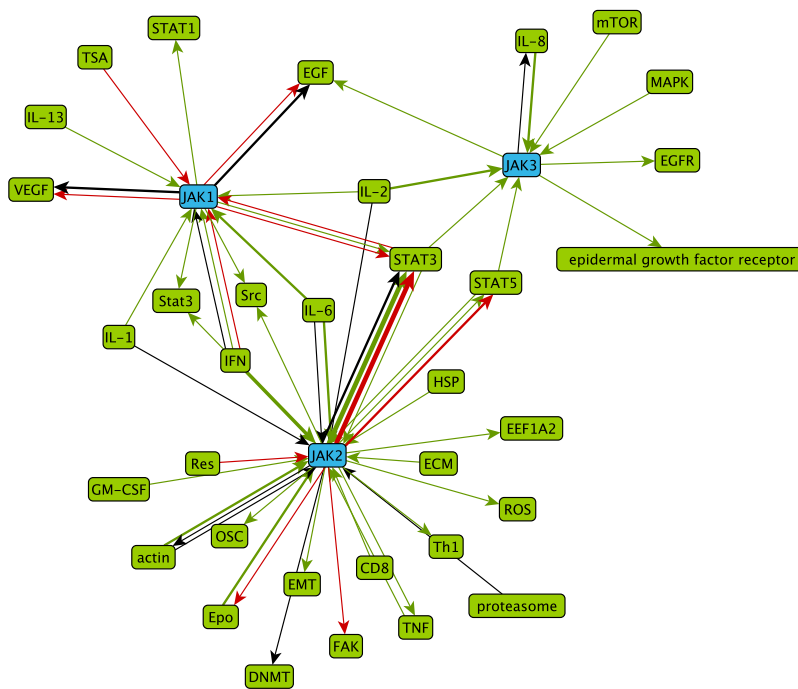 mTOR
STAT1
IL-8
TSA
EGF
MAPK
IL-13
EGFR
JAK3
VEGF
IL-2
JAK1
STAT3
epidermal growth factor receptor
STAT5
Src
Stat3
IL-6
IL-1
IFN
HSP
EEF1A2
JAK2
Res
ECM
GM-CSF
ROS
OSC
Th1
actin
CD8
EMT
proteasome
Epo
TNF
FAK
DNMT